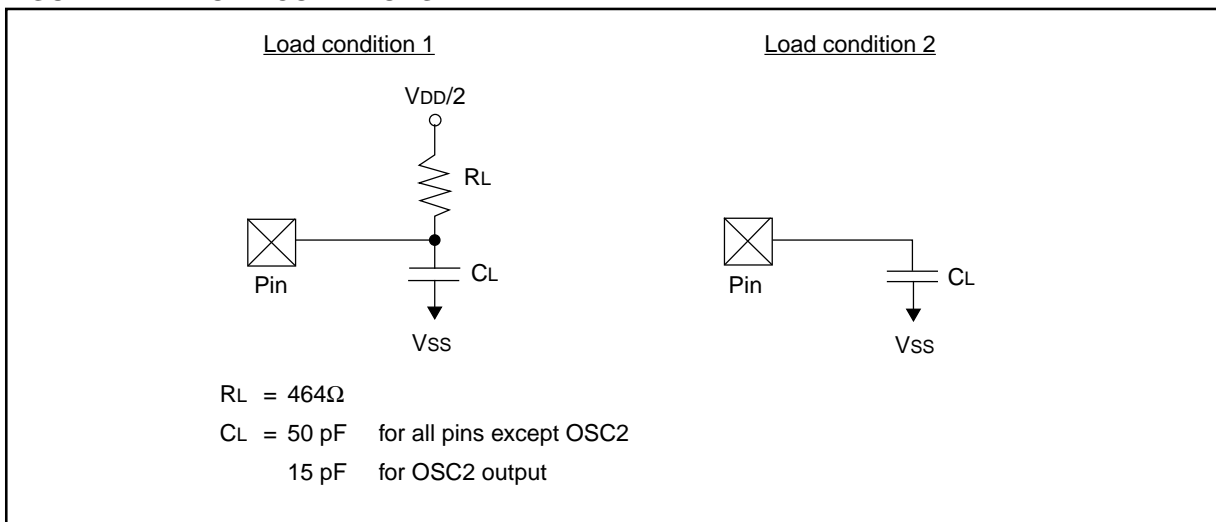 Load condition 1
VDD/2
RL
Pin
CL
VSS
Load condition 2
Pin
CL
VSS
RL = 464Ω
CL = 50 pF for all pins except OSC2
15 pF for OSC2 output